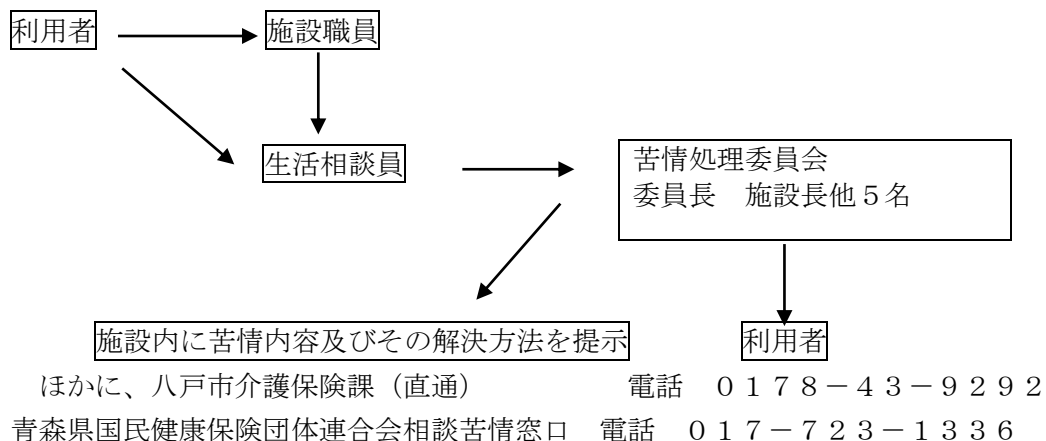 利用者　施設職員
生活相談員
苦情処理委員会
委員長　施設長他５名
施設内に苦情内容及びその解決方法を提示　利用者
ほかに、八戸市介護保険課（直通）　電話　０１７８－４３－９２９２
青森県国民健康保険団体連合会相談苦情窓口　電話　０１７－７２３－１３３６